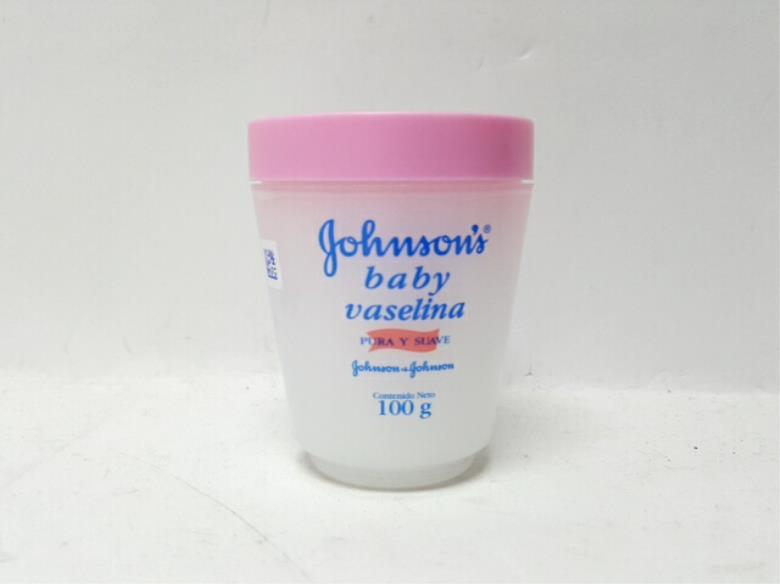 Johnson's®
baby
vaselina
PURA Y SUAVE
Johnson & Johnson
Contenido Neto
100 g